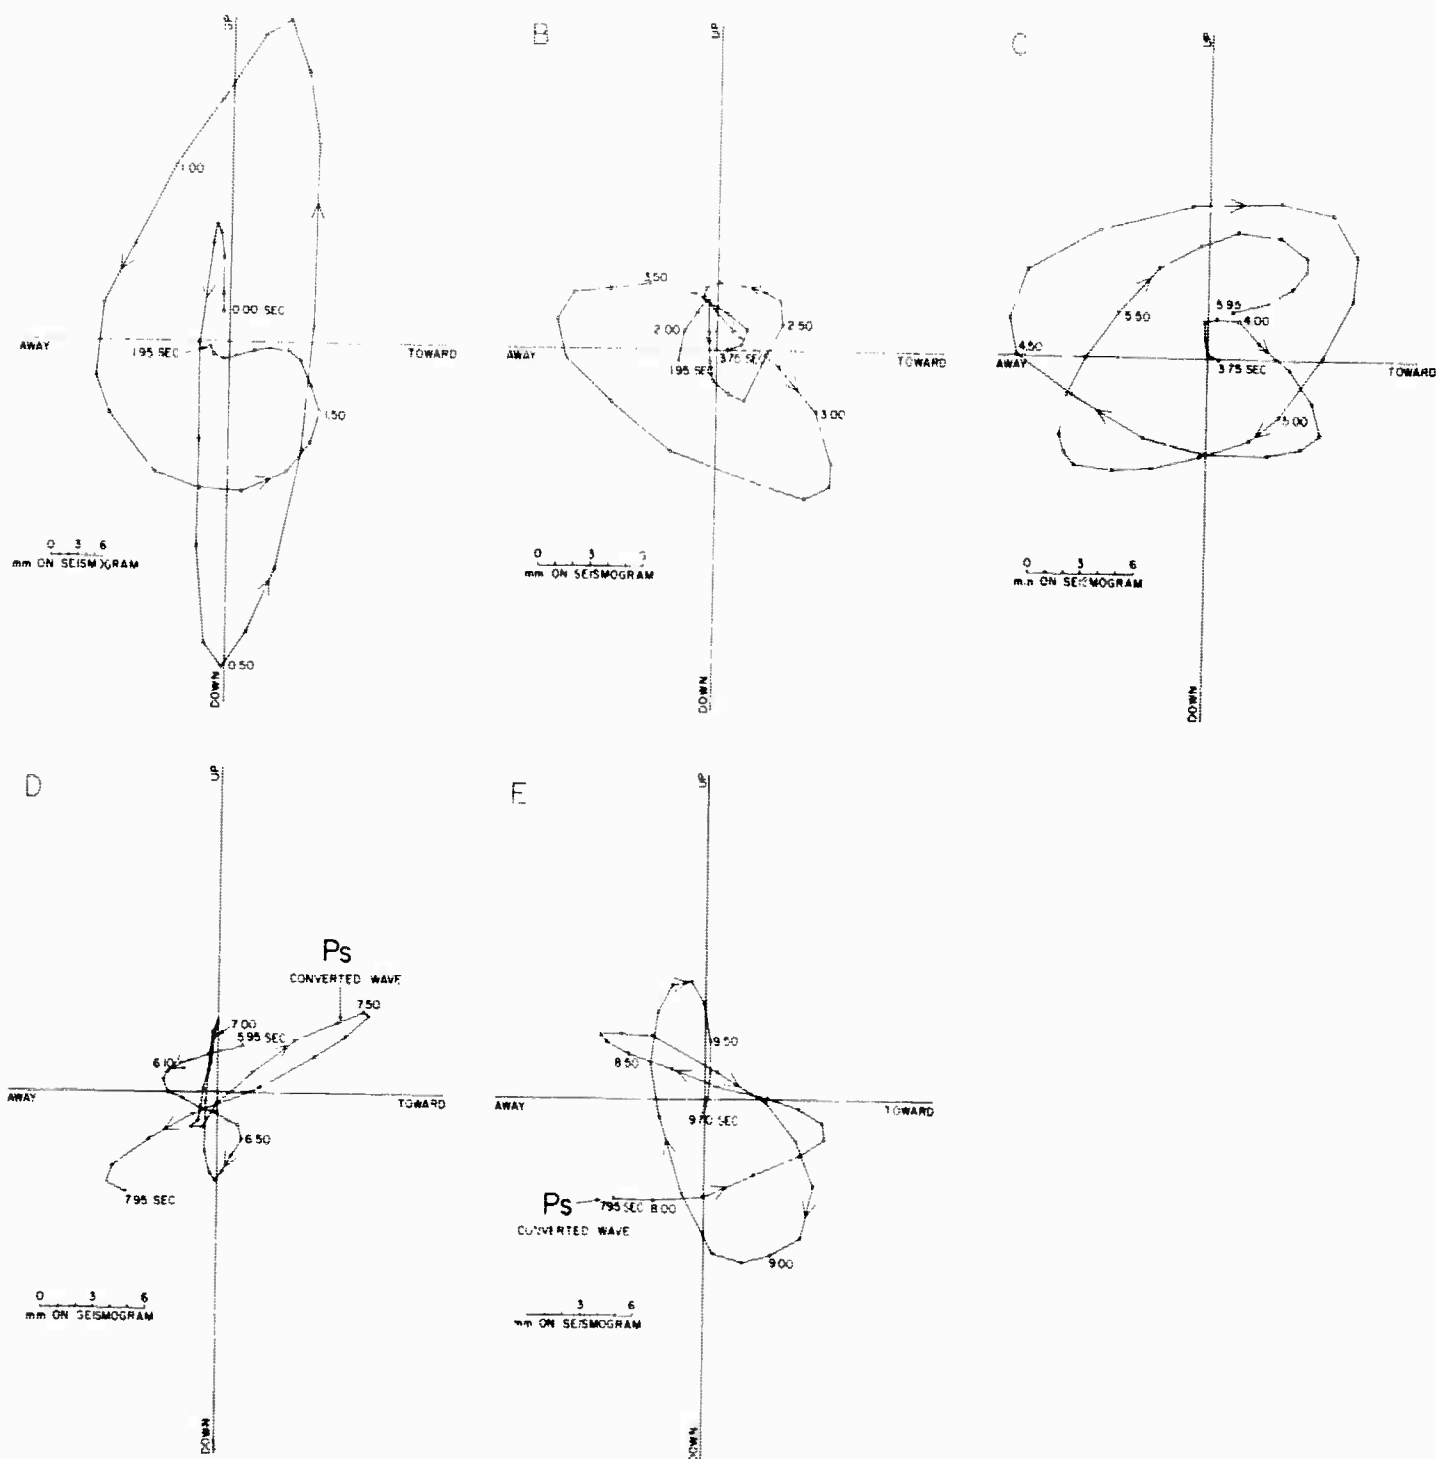 UP
1.00
0.00 SEC
AWAY
1.95 SEC
TOWARD
1.50
0 3 6
mm ON SEISMOGRAM
0.50
DOWN
B
UP
3.50
2.00
2.50
AWAY
1.95 SEC
3.75 SEC
TOWARD
3.00
0 3
mm ON SEISMOGRAM
DOWN
C
UP
5.50
5.95
4.00
4.50
AWAY
3.75 SEC
TOWARD
5.00
0 3 6
mm ON SEISMOGRAM
DOWN
D
UP
Ps
CONVERTED WAVE
7.50
7.00
5.95 SEC
6.10
AWAY
TOWARD
6.50
7.95 SEC
0 3 6
mm ON SEISMOGRAM
DOWN
E
UP
9.50
8.50
AWAY
TOWARD
SEC
Ps
7.95 SEC
8.00
CONVERTED WAVE
9.00
3 6
mm ON SEISMOGRAM
DOWN